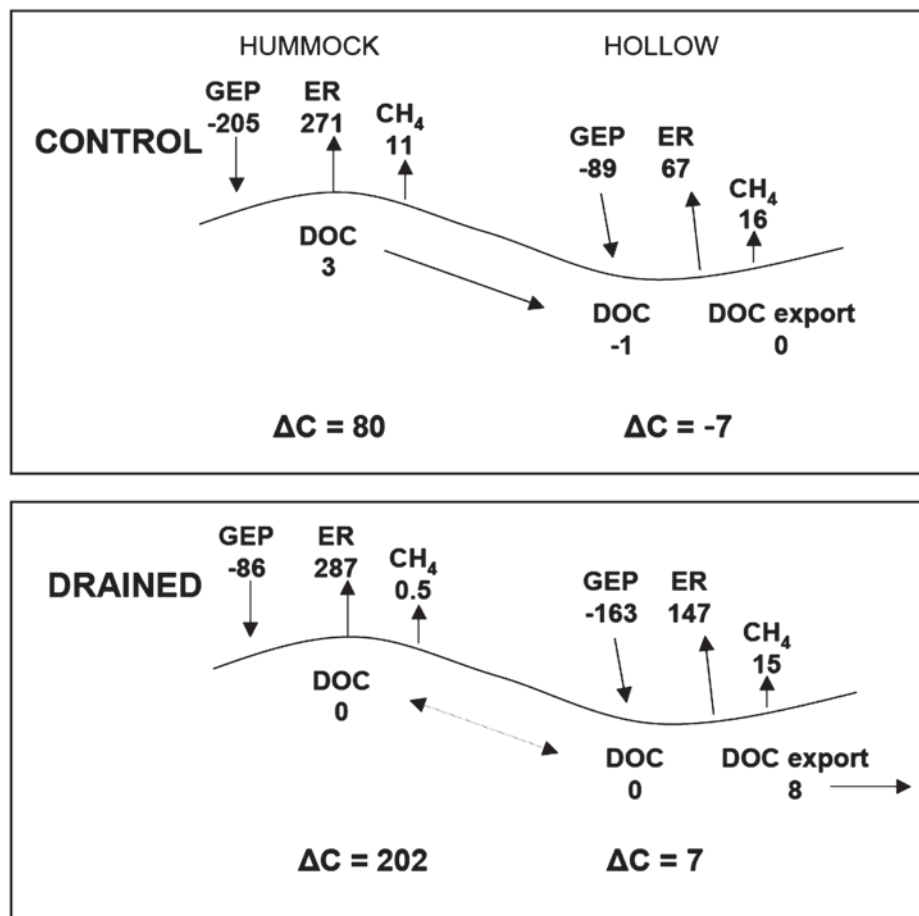 HUMMOCK HOLLOW
GEP ER CH₄
-205 271 11
CONTROL
GEP ER CH₄
-89 67 16
DOC
3
DOC DOC export
-1 0
ΔC = 80 ΔC = -7
GEP ER CH₄
-86 287 0.5
DRAINED
GEP ER CH₄
-163 147 15
DOC
0
DOC DOC export
0 8
ΔC = 202 ΔC = 7